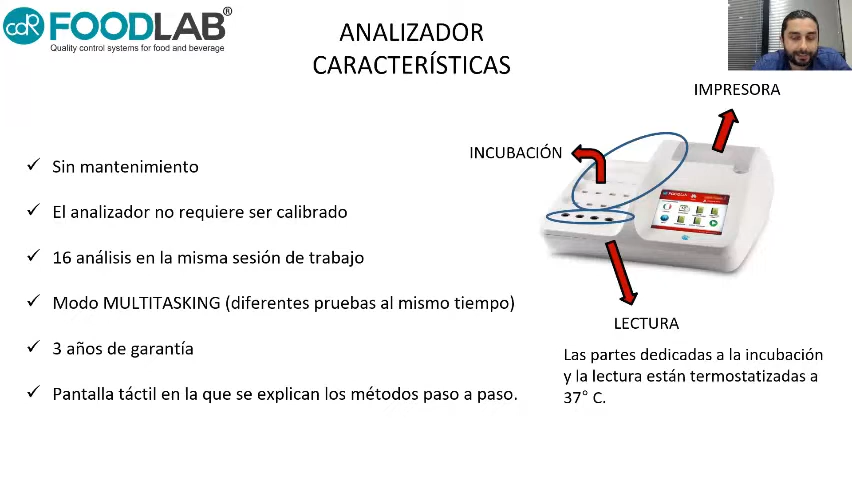 cdR FOODLAB®
Quality control systems for food and beverage
ANALIZADOR
CARACTERÍSTICAS
IMPRESORA
INCUBACIÓN
✓ Sin mantenimiento
✓ El analizador no requiere ser calibrado
✓ 16 análisis en la misma sesión de trabajo
✓ Modo MULTITASKING (diferentes pruebas al mismo tiempo)
✓ 3 años de garantía
✓ Pantalla táctil en la que se explican los métodos paso a paso.
FOODLAB
LECTURA
Las partes dedicadas a la incubación
y la lectura están termostatizadas a
37° C.